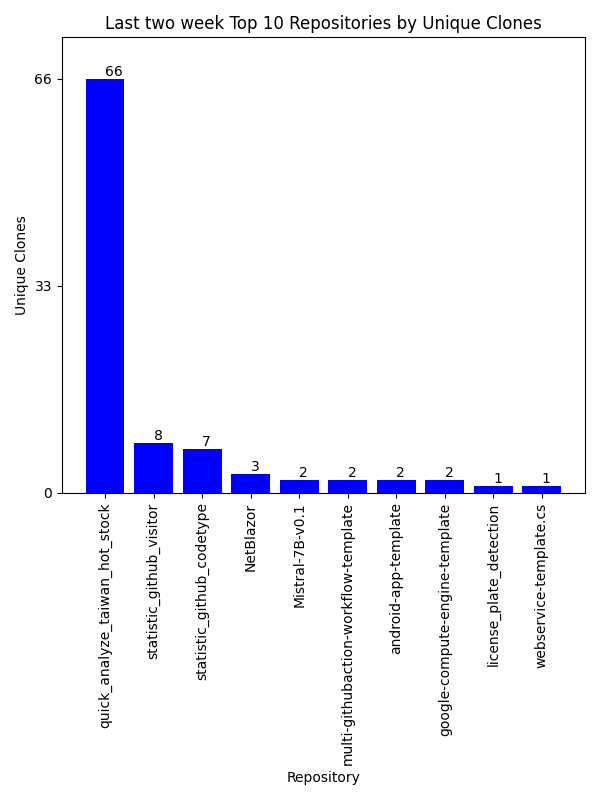 Last two week Top 10 Repositories by Unique Clones
Unique Clones
66
33
0
66
8
7
3
2
2
2
2
1
1
quick_analyze_taiwan_hot_stock
statistic_github_visitor
statistic_github_codetype
NetBlazor
Mistral-7B-v0.1
multi-githubaction-workflow-template
android-app-template
google-compute-engine-template
license_plate_detection
webservice-template.cs
Repository